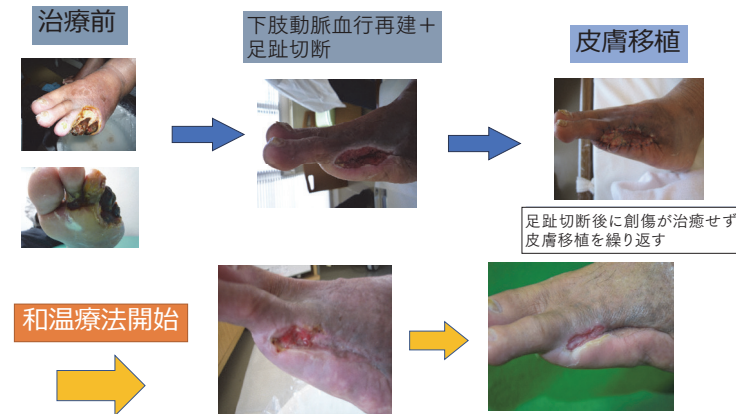 治療前
下肢動脈血行再建＋
足趾切断
皮膚移植
足趾切断後に創傷が治癒せず
皮膚移植を繰り返す
和温療法開始